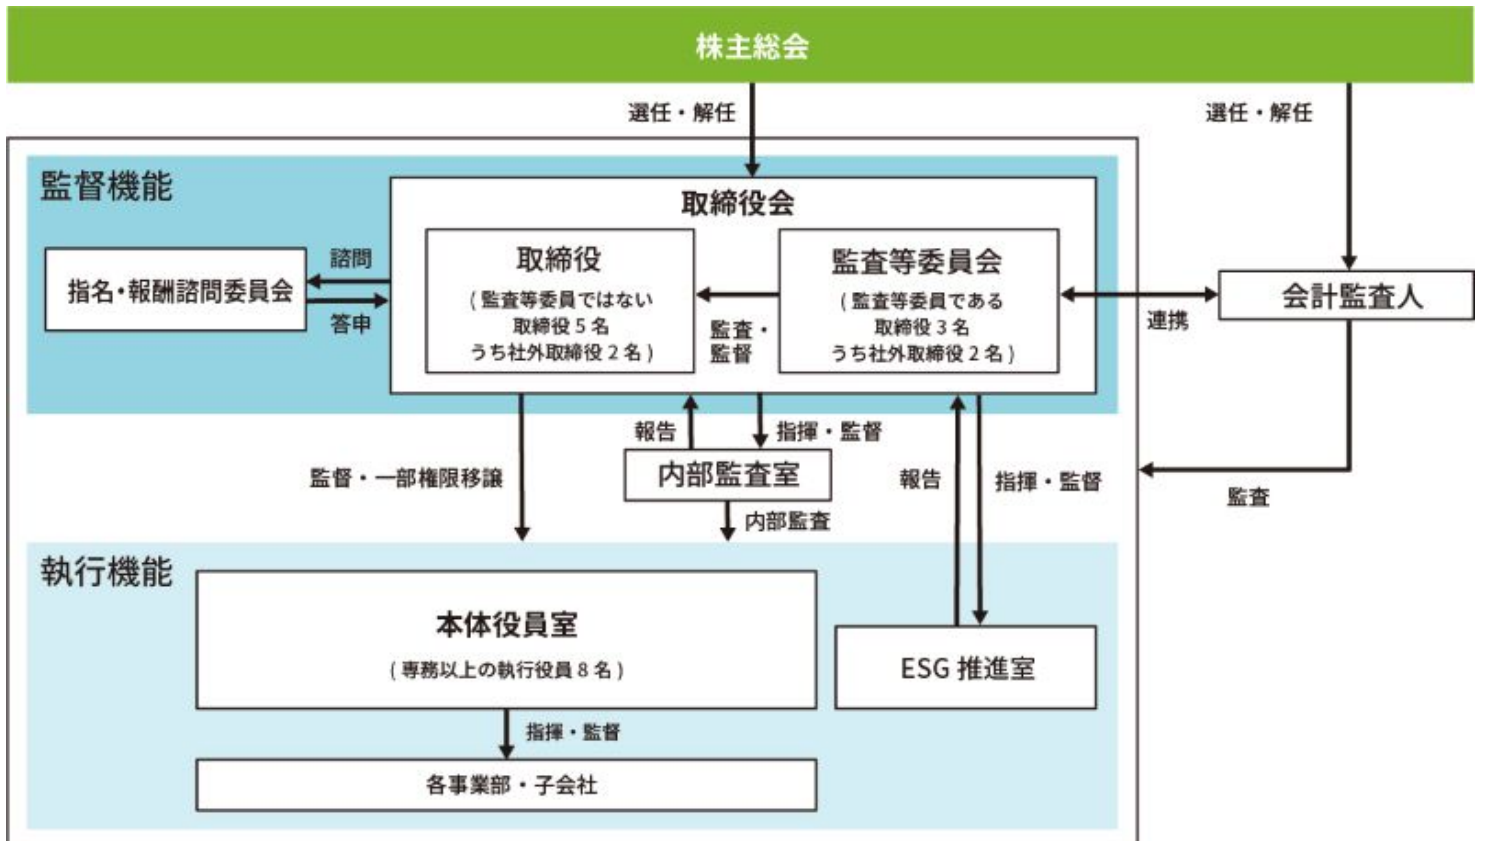 株主総会
選任・解任
選任・解任
監督機能
取締役会
指名・報酬諮問委員会
諮問
答申
取締役
( 監査等委員ではない
取締役 5 名
うち社外取締役 2 名 )
監査・
監督
監査等委員会
( 監査等委員である
取締役 3 名
うち社外取締役 2 名 )
連携
会計監査人
監督・一部権限移譲
報告
指揮・監督
内部監査室
内部監査
報告
指揮・監督
監査
執行機能
本体役員室
( 専務以上の執行役員 8 名 )
ESG 推進室
指揮・監督
各事業部・子会社